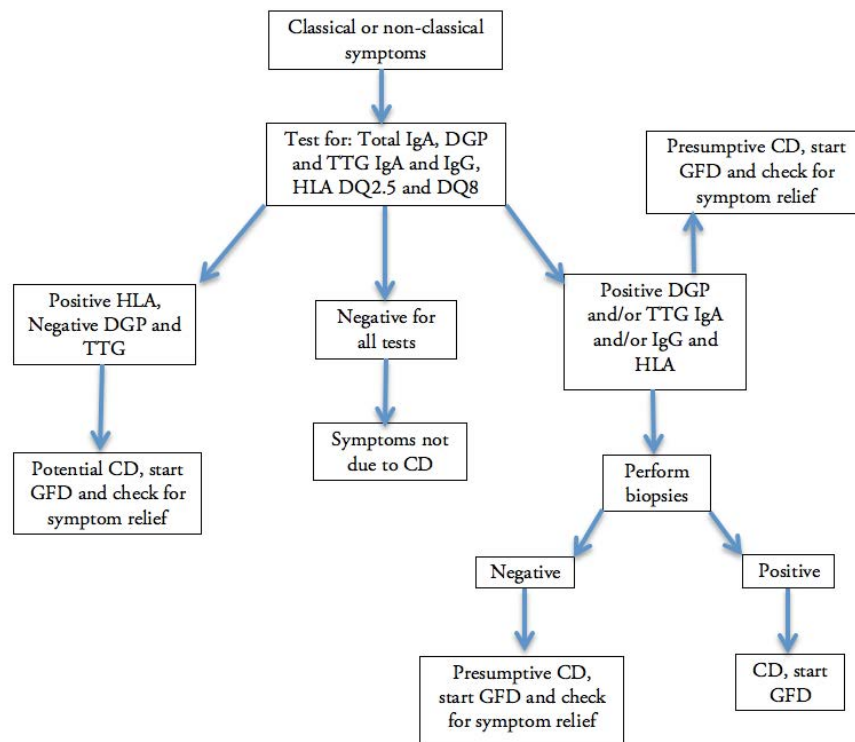 Classical or non-classical
symptoms
Test for: Total IgA, DGP
and TTG IgA and IgG,
HLA DQ2.5 and DQ8
Presumptive CD, start
GFD and check for
symptom relief
Positive HLA,
Negative DGP and
TTG
Negative for
all tests
Positive DGP
and/or TTG IgA
and/or IgG and
HLA
Potential CD, start
GFD and check for
symptom relief
Symptoms not
due to CD
Perform
biopsies
Negative
Positive
Presumptive CD,
start GFD and check
for symptom relief
CD, start
GFD